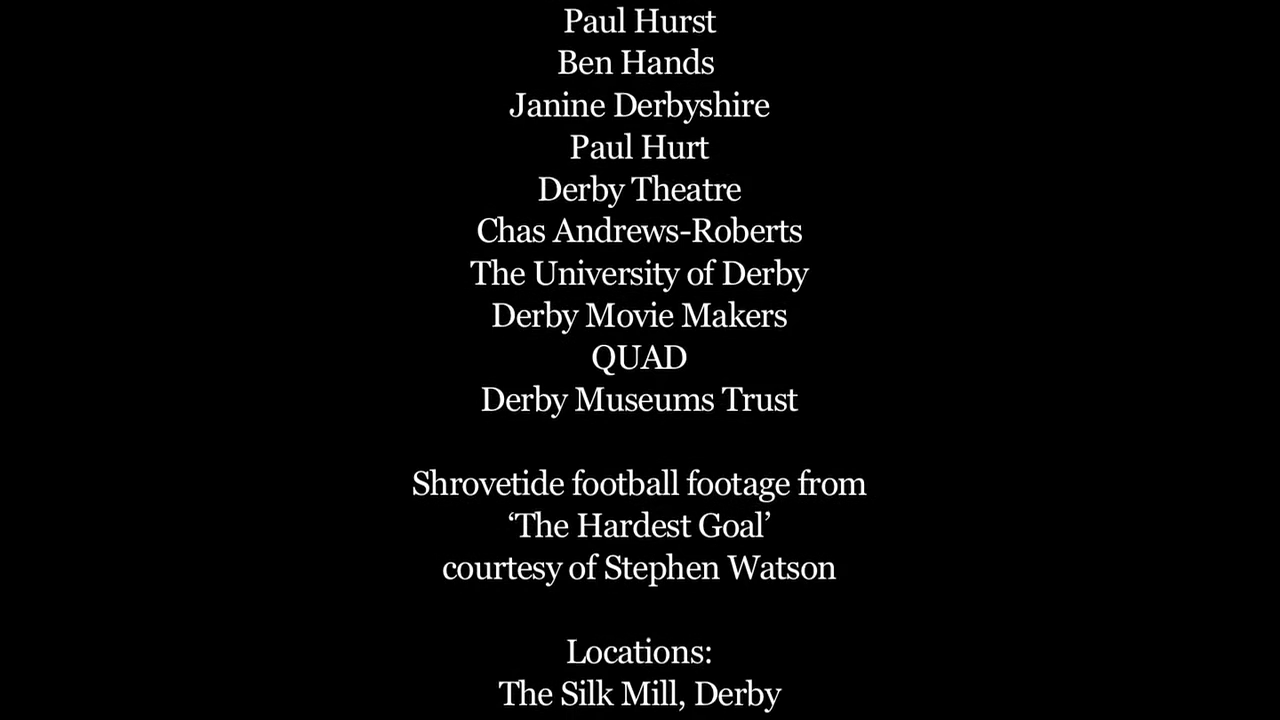 Paul Hurst
Ben Hands
Janine Derbyshire
Paul Hurt
Derby Theatre
Chas Andrews-Roberts
The University of Derby
Derby Movie Makers
QUAD
Derby Museums Trust
Shrovetide football footage from
‘The Hardest Goal’
courtesy of Stephen Watson
Locations:
The Silk Mill, Derby